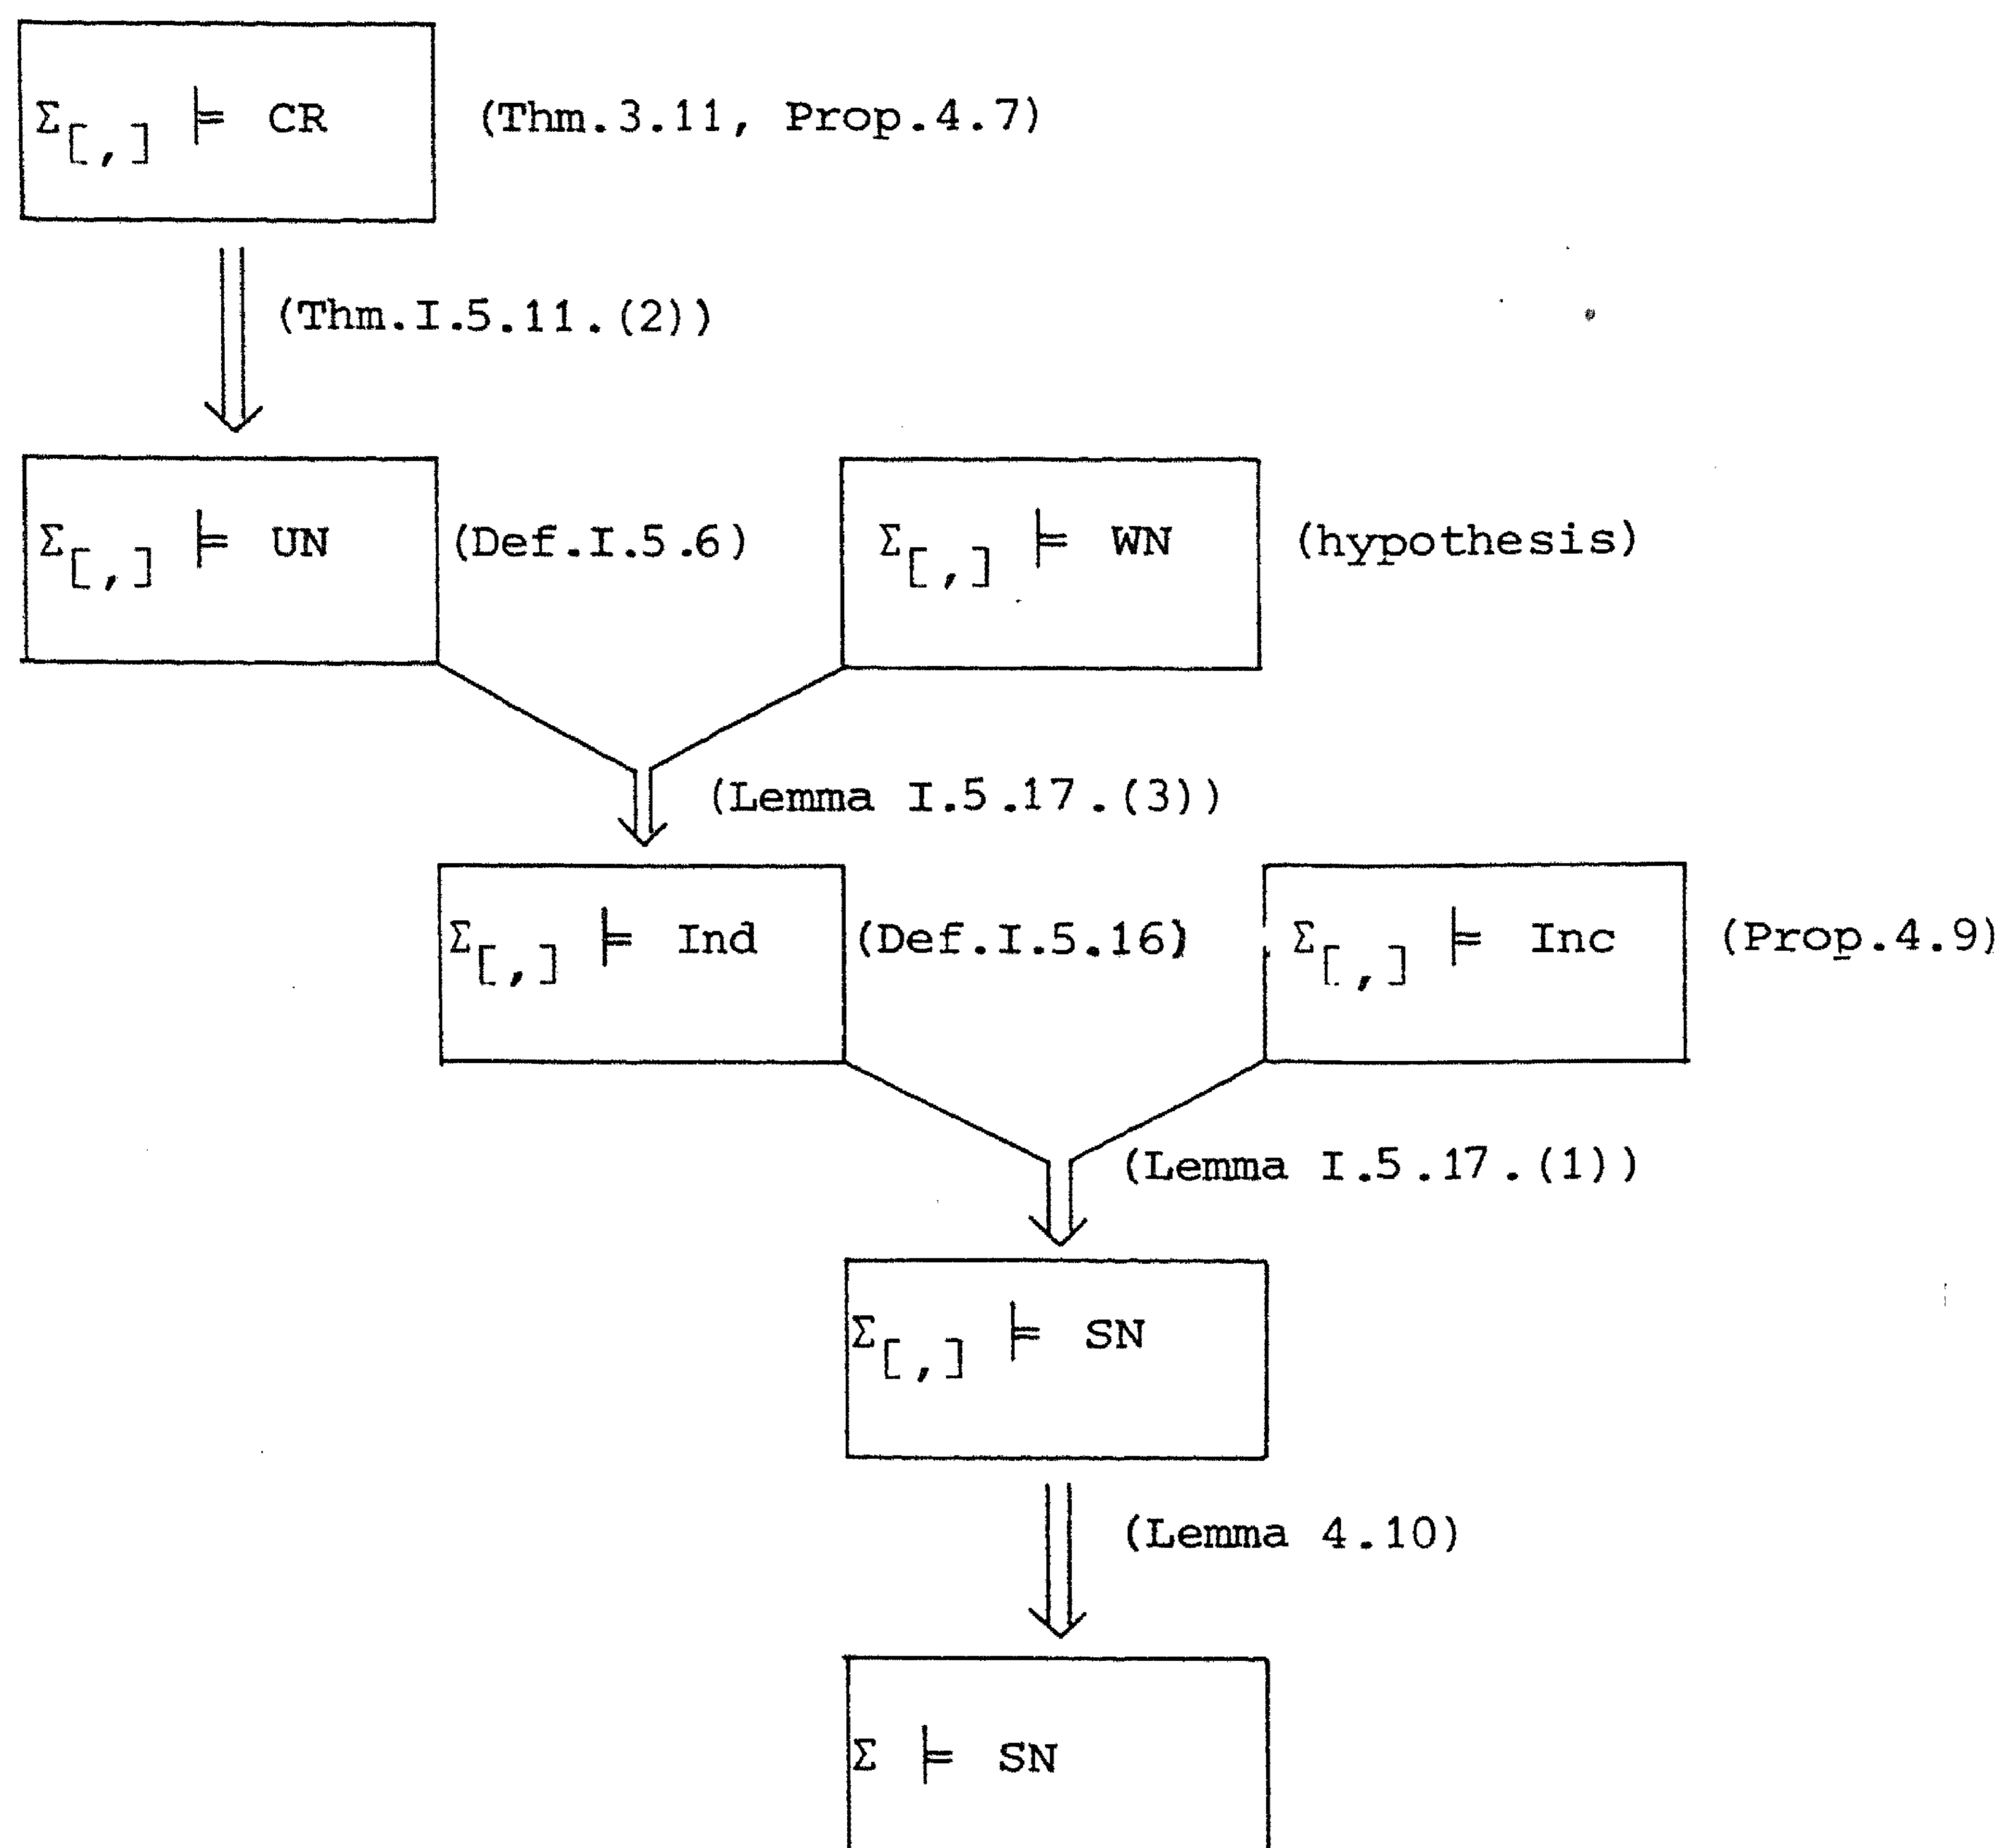 Σ[,] ⊨ CR (Thm.3.11, Prop.4.7)
(Thm.I.5.11.(2))
Σ[,] ⊨ UN (Def.I.5.6) Σ[,] ⊨ WN (hypothesis)
(Lemma I.5.17.(3))
Σ[,] ⊨ Ind (Def.I.5.16) Σ[,] ⊨ Inc (Prop.4.9)
(Lemma I.5.17.(1))
Σ[,] ⊨ SN
(Lemma 4.10)
Σ ⊨ SN